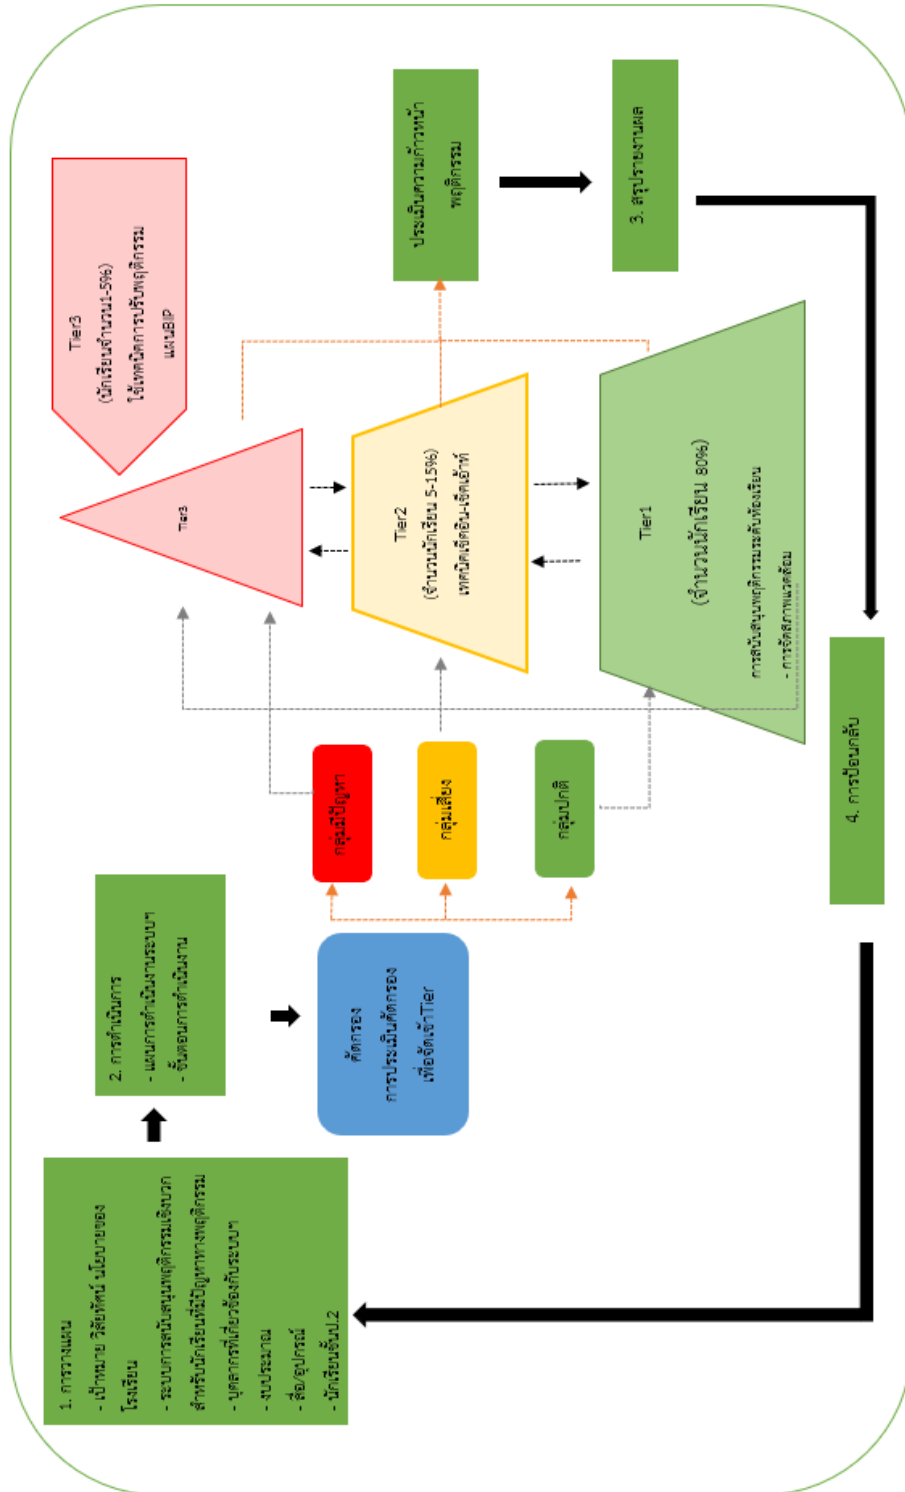 1. การวางแผน
- เป้าหมาย วิสัยทัศน์ นโยบายของ
โรงเรียน
- ระบบการสนับสนุนพฤติกรรมเชิงบวก
สำหรับนักเรียนที่มีปัญหาทางพฤติกรรม
- บุคลากรที่เกี่ยวข้องกับระบบฯ
- งบประมาณ
- สื่อ/อุปกรณ์
- นักเรียนชั้นป.2
2. การดำเนินการ
- แผนการดำเนินงานระบบฯ
- ขั้นตอนการดำเนินงาน
คัดกรอง
การประเมินคัดกรอง
เพื่อจัดเข้าTier
กลุ่มมีปัญหา
กลุ่มเสี่ยง
กลุ่มปกติ
Tier3
(นักเรียนจำนวน1-5%)
ใช้เทคนิคการปรับพฤติกรรม
แผนBIP
Tier3
Tier2
(จำนวนนักเรียน 5-15%)
เทคนิคเช็คอิน-เช็คเอ้าท์
Tier1
(จำนวนนักเรียน 80%)
การสนับสนุนพฤติกรรมระดับห้องเรียน
- การจัดสภาพแวดล้อม
ประเมินความก้าวหน้า
พฤติกรรม
3. สรุปรายงานผล
4. การป้อนกลับ